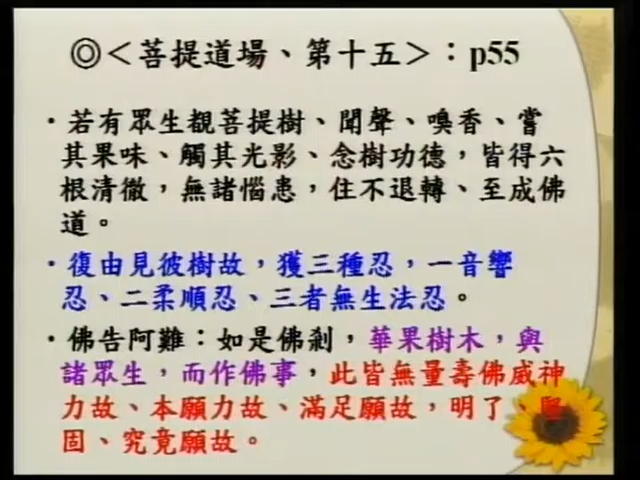 ◎<菩提道場、第十五>：p55
·若有眾生觀菩提樹、聞聲、嗅香、嘗
其果味、觸其光影、念樹功德，皆得六
根清徹，無諸惱患，住不退轉、至成佛
道。
·復由見彼樹故，獲三種忍，一音響
忍、二柔順忍、三者無生法忍。
·佛告阿難：如是佛剎，華果樹木，與
諸眾生，而作佛事，此皆無量壽佛威神
力故、本願力故、滿足願故，明了、
固、究竟願故。